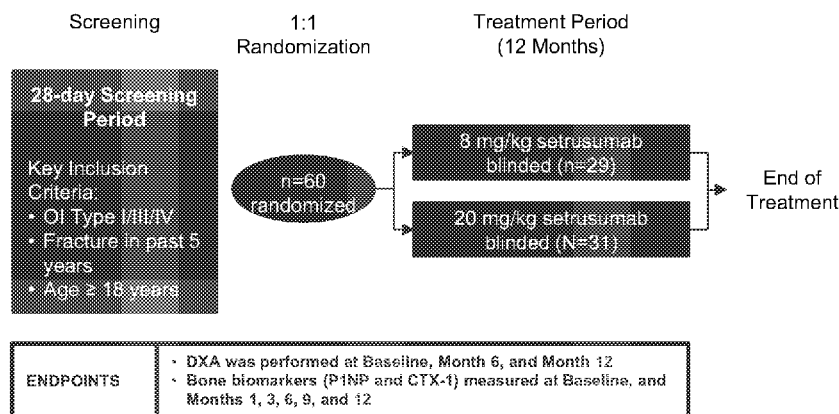 Screening
1:1
Randomization
Treatment Period
(12 Months)
28-day Screening
Period
Key Inclusion
Criteria:
• OI Type I/III/IV
• Fracture in past 5
years
• Age ≥ 18 years
n=60
randomized
8 mg/kg setrusumab
blinded (n=29)
20 mg/kg setrusumab
blinded (N=31)
End of
Treatment
ENDPOINTS
• DXA was performed at Baseline, Month 6, and Month 12
• Bone biomarkers (P1NP and CTX-1) measured at Baseline, and
Months 1, 3, 6, 9, and 12